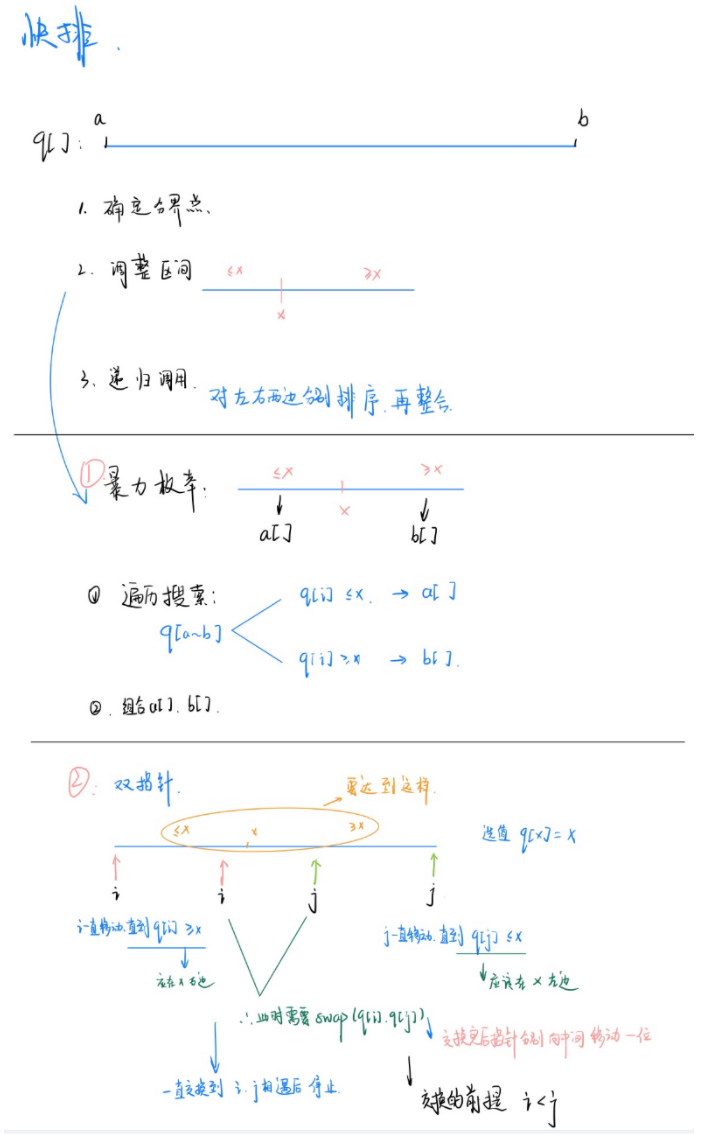 快排.
a b
q[]:
1. 确定分界点.
2. 调整区间 ≤x ≥x
x
3. 递归调用. 对左右两边分别排序.再整合.
① 暴力枚举: ≤x ≥x
x
a[] b[]
① 遍历搜索: q[i] ≤x. → a[]
q[a~b]
q[i] ≥x → b[].
②. 组合a[].b[].
②. 双指针. 要达到这样.
≤x x ≥x 选值 q[x]=x
i i j j
i一直移动.直到q[i] ≥x j一直移动.直到 q[j] ≤x
应在x右边 应该在x左边
∴此时需要 swap(q[i].q[j])
交换完后指针分别向中间移动一位
一直交换到 i.j相遇后停止.
交换的前提 i<j